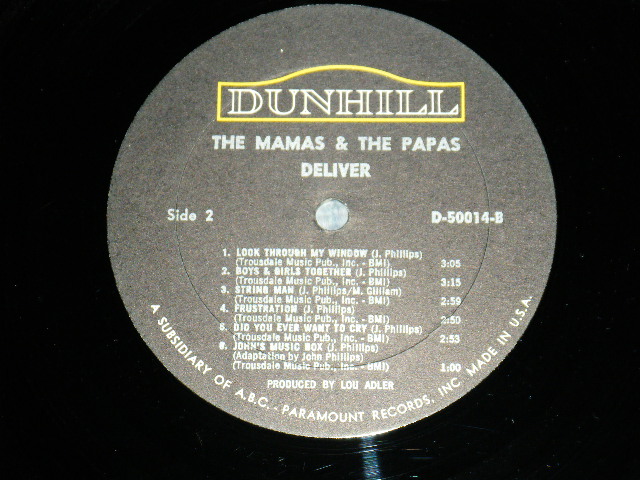 DUNHILL
THE MAMAS & THE PAPAS
DELIVER
Side 2
D-50014-B
1. LOOK THROUGH MY WINDOW (J. Phillips)
(Trousdale Music Pub., Inc. - BMI) 3:05
2. BOYS & GIRLS TOGETHER (J. Phillips)
(Trousdale Music Pub., Inc. - BMI) 3:15
3. STRING MAN (J. Phillips/M. Gilliam)
(Trousdale Music Pub., Inc. - BMI) 2:59
4. FRUSTRATION (J. Phillips)
(Trousdale Music Pub., Inc. - BMI) 2:50
5. DID YOU EVER WANT TO CRY (J. Phillips)
(Trousdale Music Pub., Inc. - BMI) 2:53
6. JOHN'S MUSIC BOX (J. Phillips)
(Adaptation by John Phillips)
(Trousdale Music Pub., Inc. - BMI) 1:00
PRODUCED BY LOU ADLER
A SUBSIDIARY OF A.B.C. - PARAMOUNT RECORDS, INC. MADE IN U.S.A.